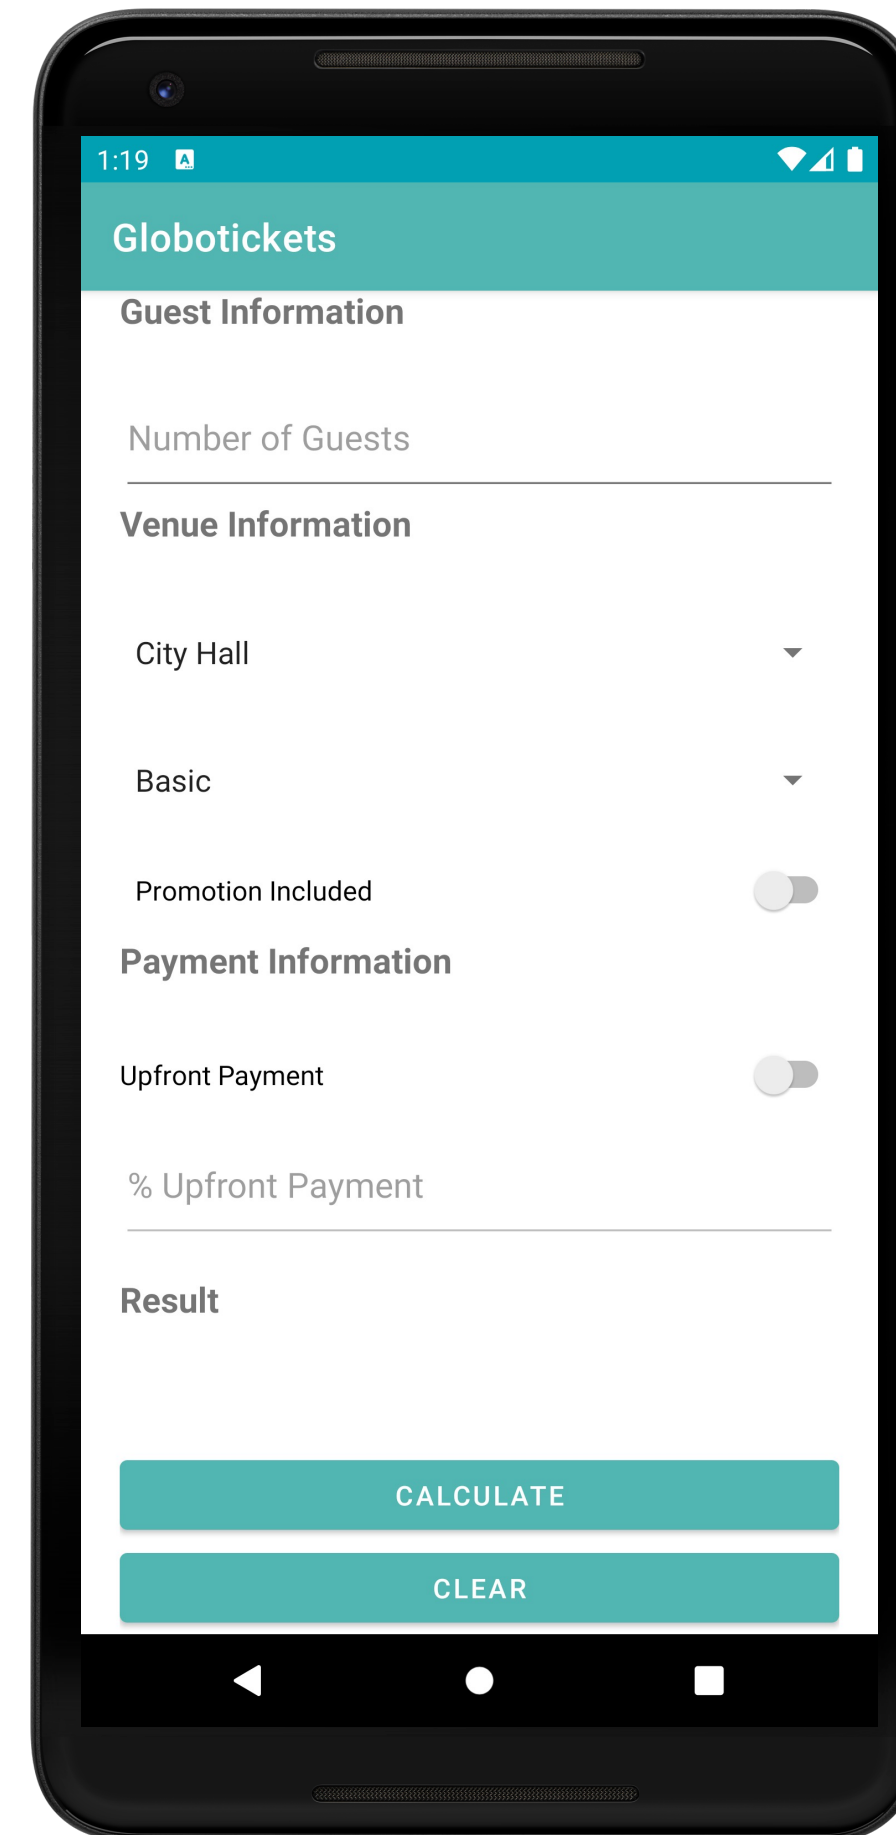 1:19 A
Globotickets
Guest Information
Number of Guests
Venue Information
City Hall
Basic
Promotion Included
Payment Information
Upfront Payment
% Upfront Payment
Result
CALCULATE
CLEAR